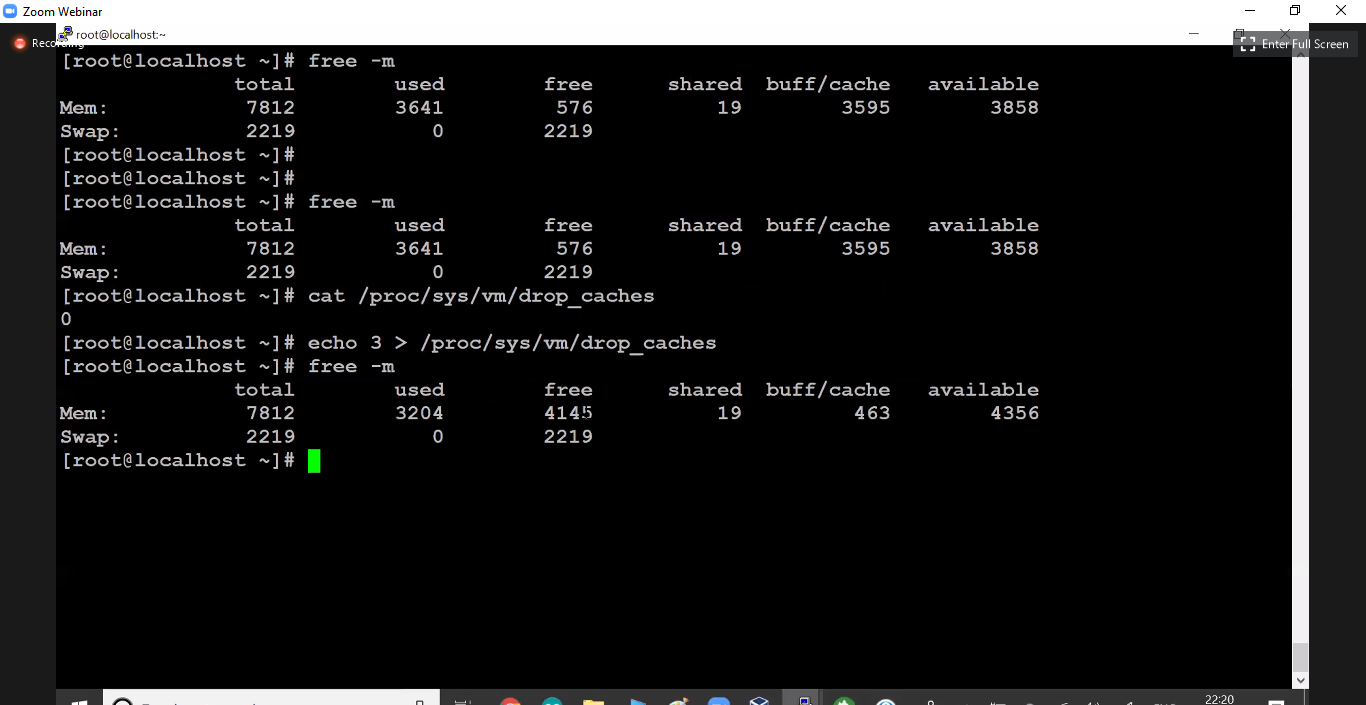 Zoom Webinar
root@localhost:~
Recording
Enter Full Screen
[root@localhost ~]# free -m
total used free shared buff/cache available
Mem: 7812 3641 576 19 3595 3858
Swap: 2219 0 2219
[root@localhost ~]#
[root@localhost ~]#
[root@localhost ~]# free -m
total used free shared buff/cache available
Mem: 7812 3641 576 19 3595 3858
Swap: 2219 0 2219
[root@localhost ~]# cat /proc/sys/vm/drop_caches
0
[root@localhost ~]# echo 3 > /proc/sys/vm/drop_caches
[root@localhost ~]# free -m
total used free shared buff/cache available
Mem: 7812 3204 4145 19 463 4356
Swap: 2219 0 2219
[root@localhost ~]#
22:20